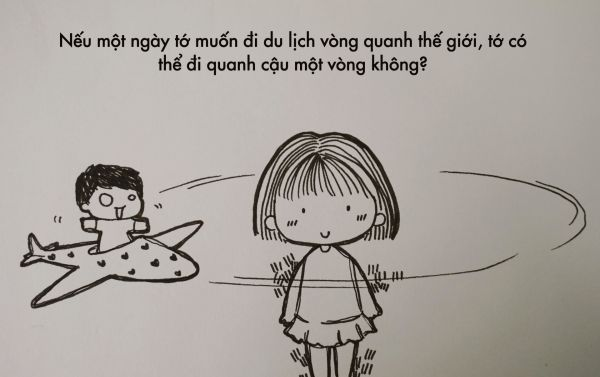 Nếu một ngày tớ muốn đi du lịch vòng quanh thế giới, tớ có
thể đi quanh cậu một vòng không?